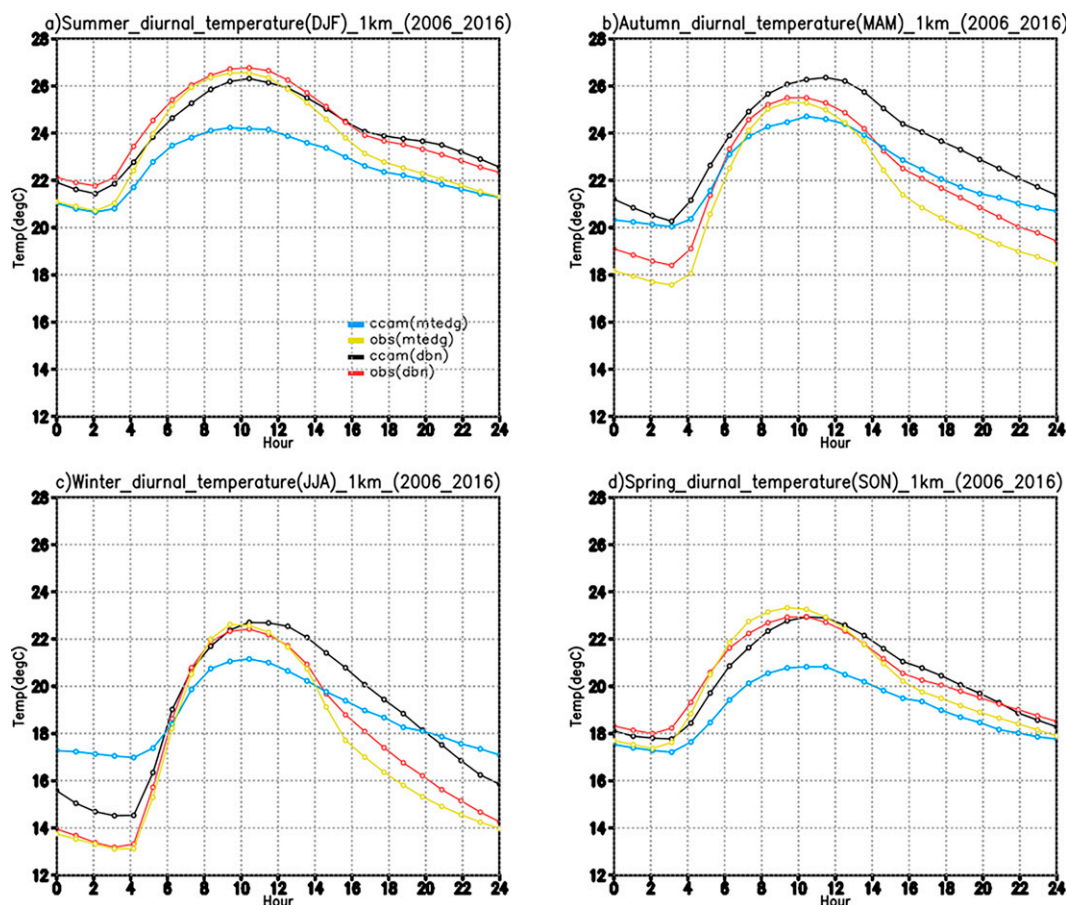 a)Summer_diurnal_temperature(DJF)_1km_(2006_2016)
28
26
24
22
20
18
16
14
12
Temp(degC)
0 2 4 6 8 10 12 14 16 18 20 22 24
Hour
ccam(mtedg)
obs(mtedg)
ccam(dbn)
obs(dbn)
b)Autumn_diurnal_temperature(MAM)_1km_(2006_2016)
28
26
24
22
20
18
16
14
12
Temp(degC)
0 2 4 6 8 10 12 14 16 18 20 22 24
Hour
c)Winter_diurnal_temperature(JJA)_1km_(2006_2016)
28
26
24
22
20
18
16
14
12
Temp(degC)
0 2 4 6 8 10 12 14 16 18 20 22 24
Hour
d)Spring_diurnal_temperature(SON)_1km_(2006_2016)
28
26
24
22
20
18
16
14
12
Temp(degC)
0 2 4 6 8 10 12 14 16 18 20 22 24
Hour